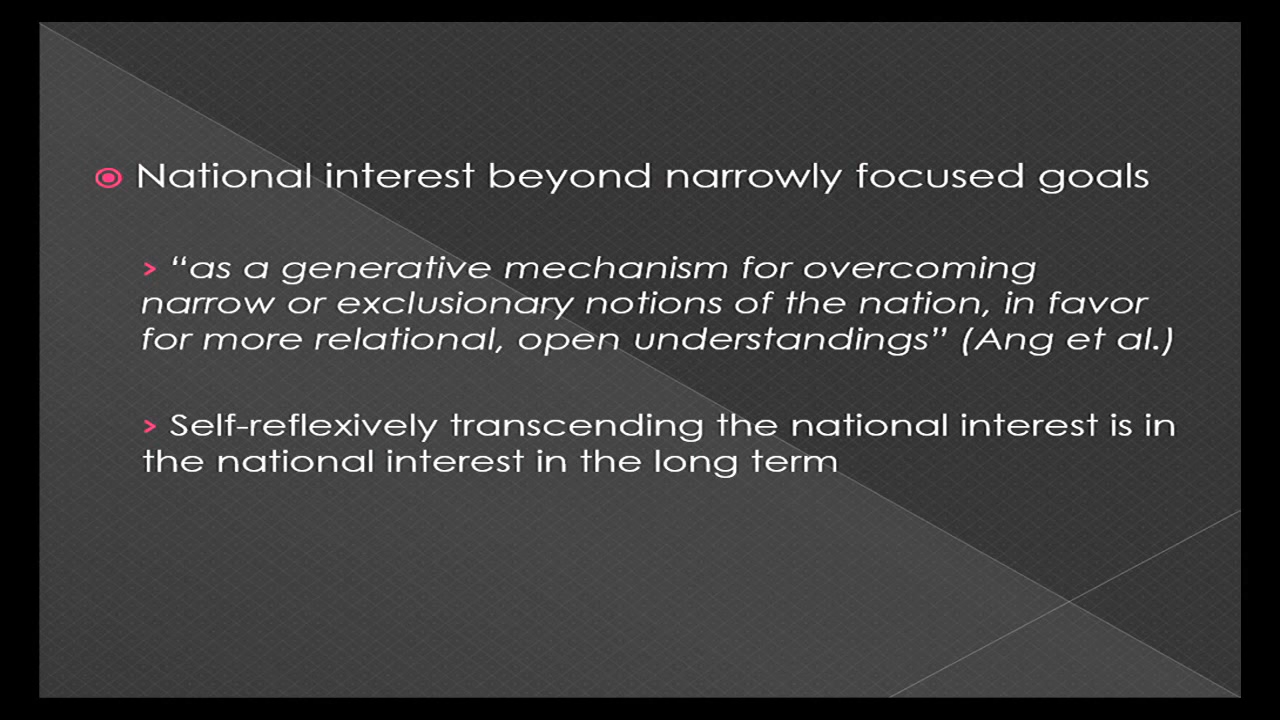 National interest beyond narrowly focused goals
> “as a generative mechanism for overcoming
narrow or exclusionary notions of the nation, in favor
for more relational, open understandings” (Ang et al.)
> Self-reflexively transcending the national interest is in
the national interest in the long term